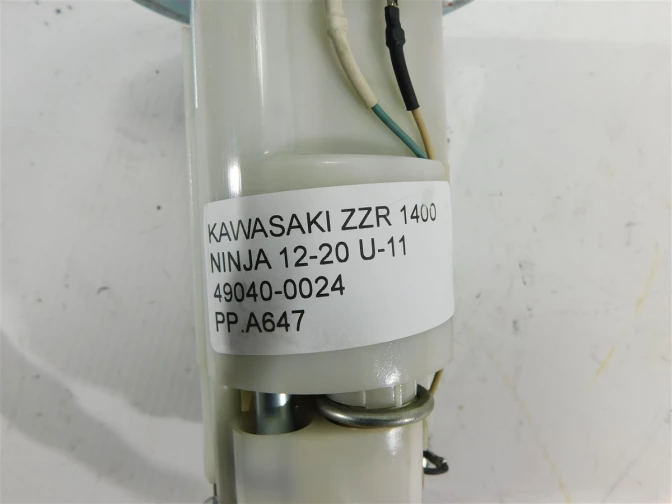 KAWASAKI ZZR 1400
NINJA 12-20 U-11
49040-0024
PP.A647